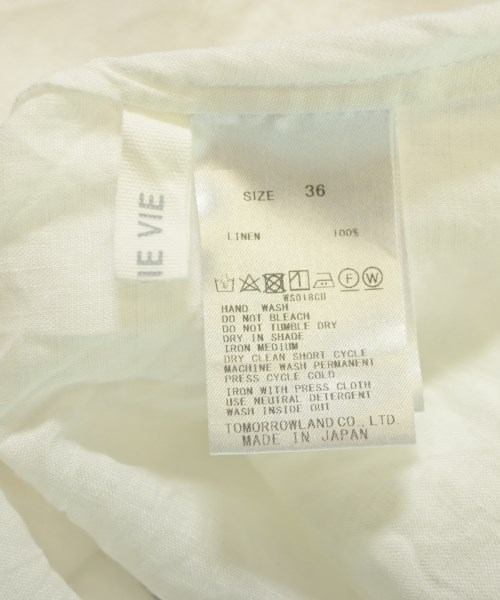 IE VIE
SIZE 36
LINEN 100%
F W
WS018CU
HAND WASH
DO NOT BLEACH
DO NOT TUMBLE DRY
DRY IN SHADE
IRON MEDIUM
DRY CLEAN SHORT CYCLE
MACHINE WASH PERMANENT
PRESS CYCLE COLD
IRON WITH PRESS CLOTH
USE NEUTRAL DETERGENT
WASH INSIDE OUT
TOMORROWLAND CO., LTD.
MADE IN JAPAN